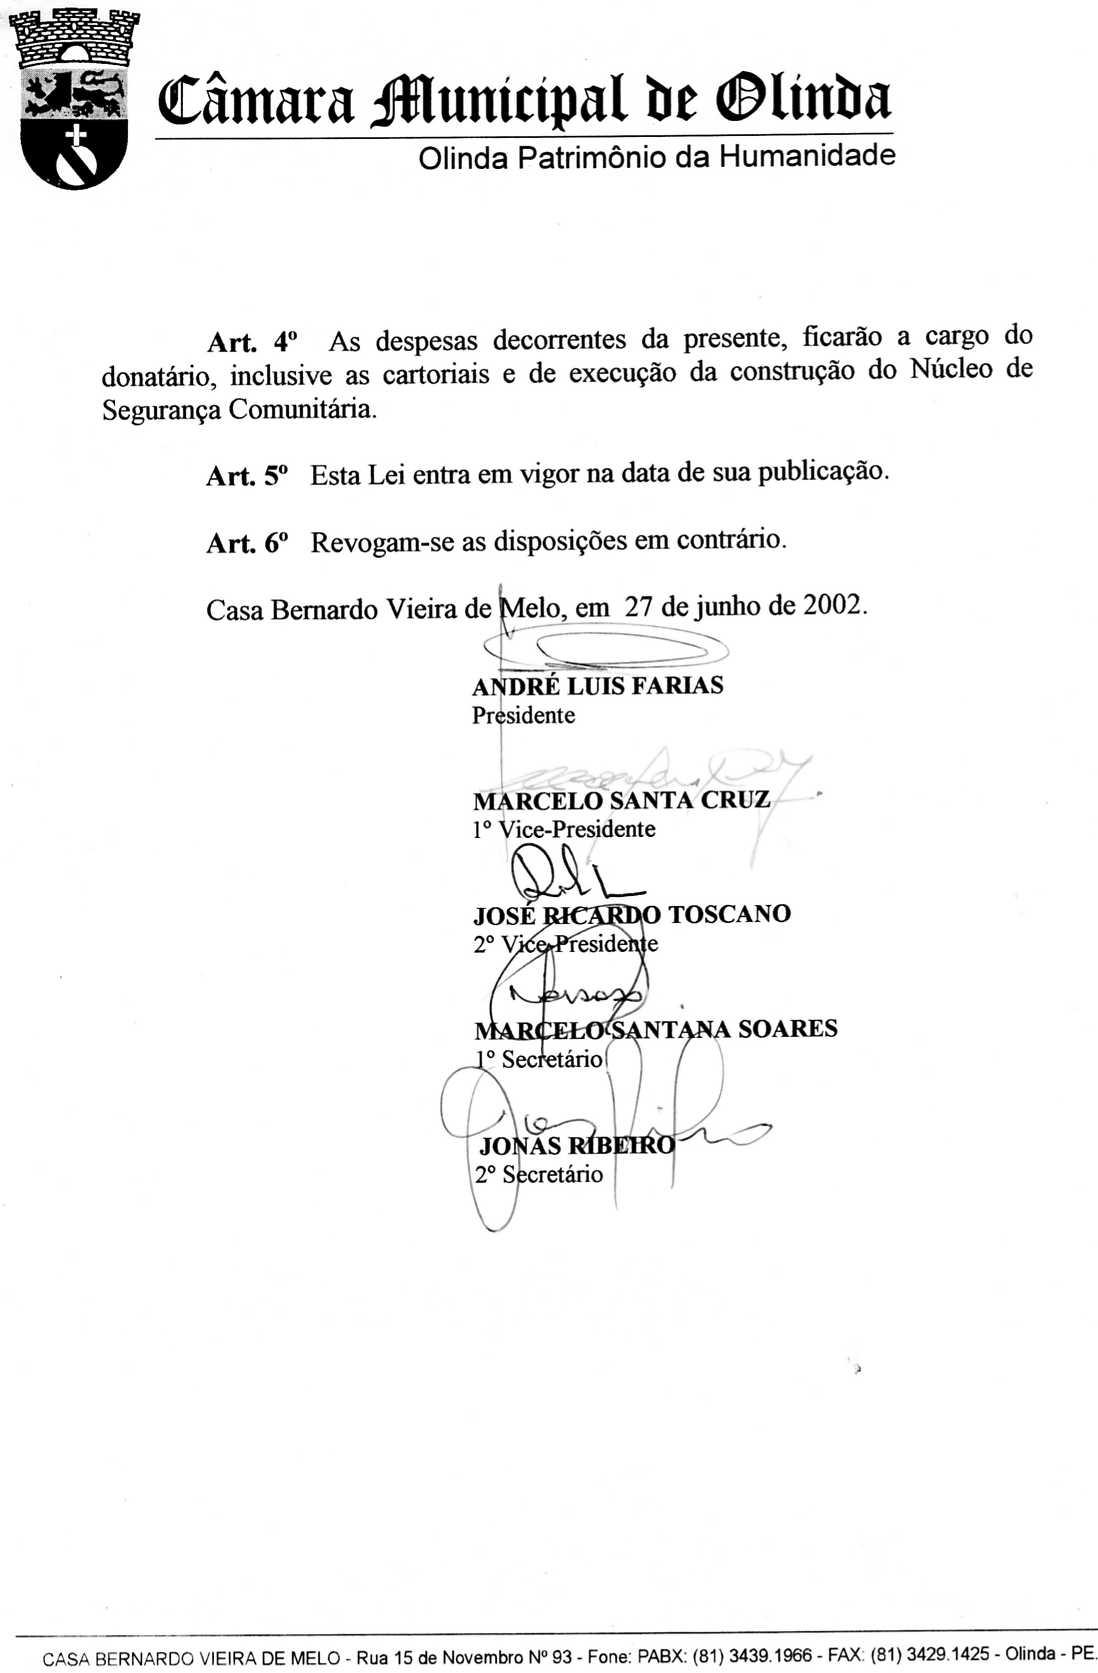 Câmara Municipal de Olinda
Olinda Patrimônio da Humanidade
Art. 4º As despesas decorrentes da presente, ficarão a cargo do
donatário, inclusive as cartoriais e de execução da construção do Núcleo de
Segurança Comunitária.
Art. 5º Esta Lei entra em vigor na data de sua publicação.
Art. 6º Revogam-se as disposições em contrário.
Casa Bernardo Vieira de Melo, em 27 de junho de 2002.
ANDRÉ LUIS FARIAS
Presidente
MARCELO SANTA CRUZ
1º Vice-Presidente
JOSÉ RICARDO TOSCANO
2º Vice-Presidente
MARCELO SANTANA SOARES
1º Secretário
JONAS RIBEIRO
2º Secretário
CASA BERNARDO VIEIRA DE MELO - Rua 15 de Novembro Nº 93 - Fone: PABX: (81) 3439.1966 - FAX: (81) 3429.1425 - Olinda - PE.